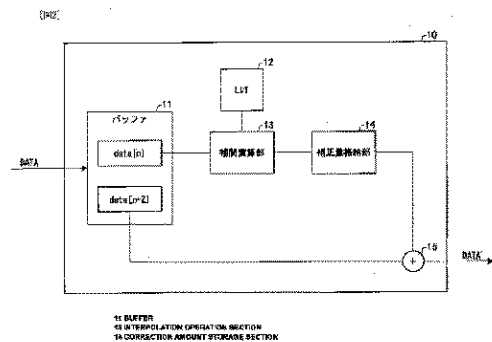 [図2]
10
12
LUT
11
バッファ
13
14
data[n]
補間演算部
補正量格納部
DATA
data[n+2]
15
+
DATA'
11 BUFFER
13 INTERPOLATION OPERATION SECTION
14 CORRECTION AMOUNT STORAGE SECTION